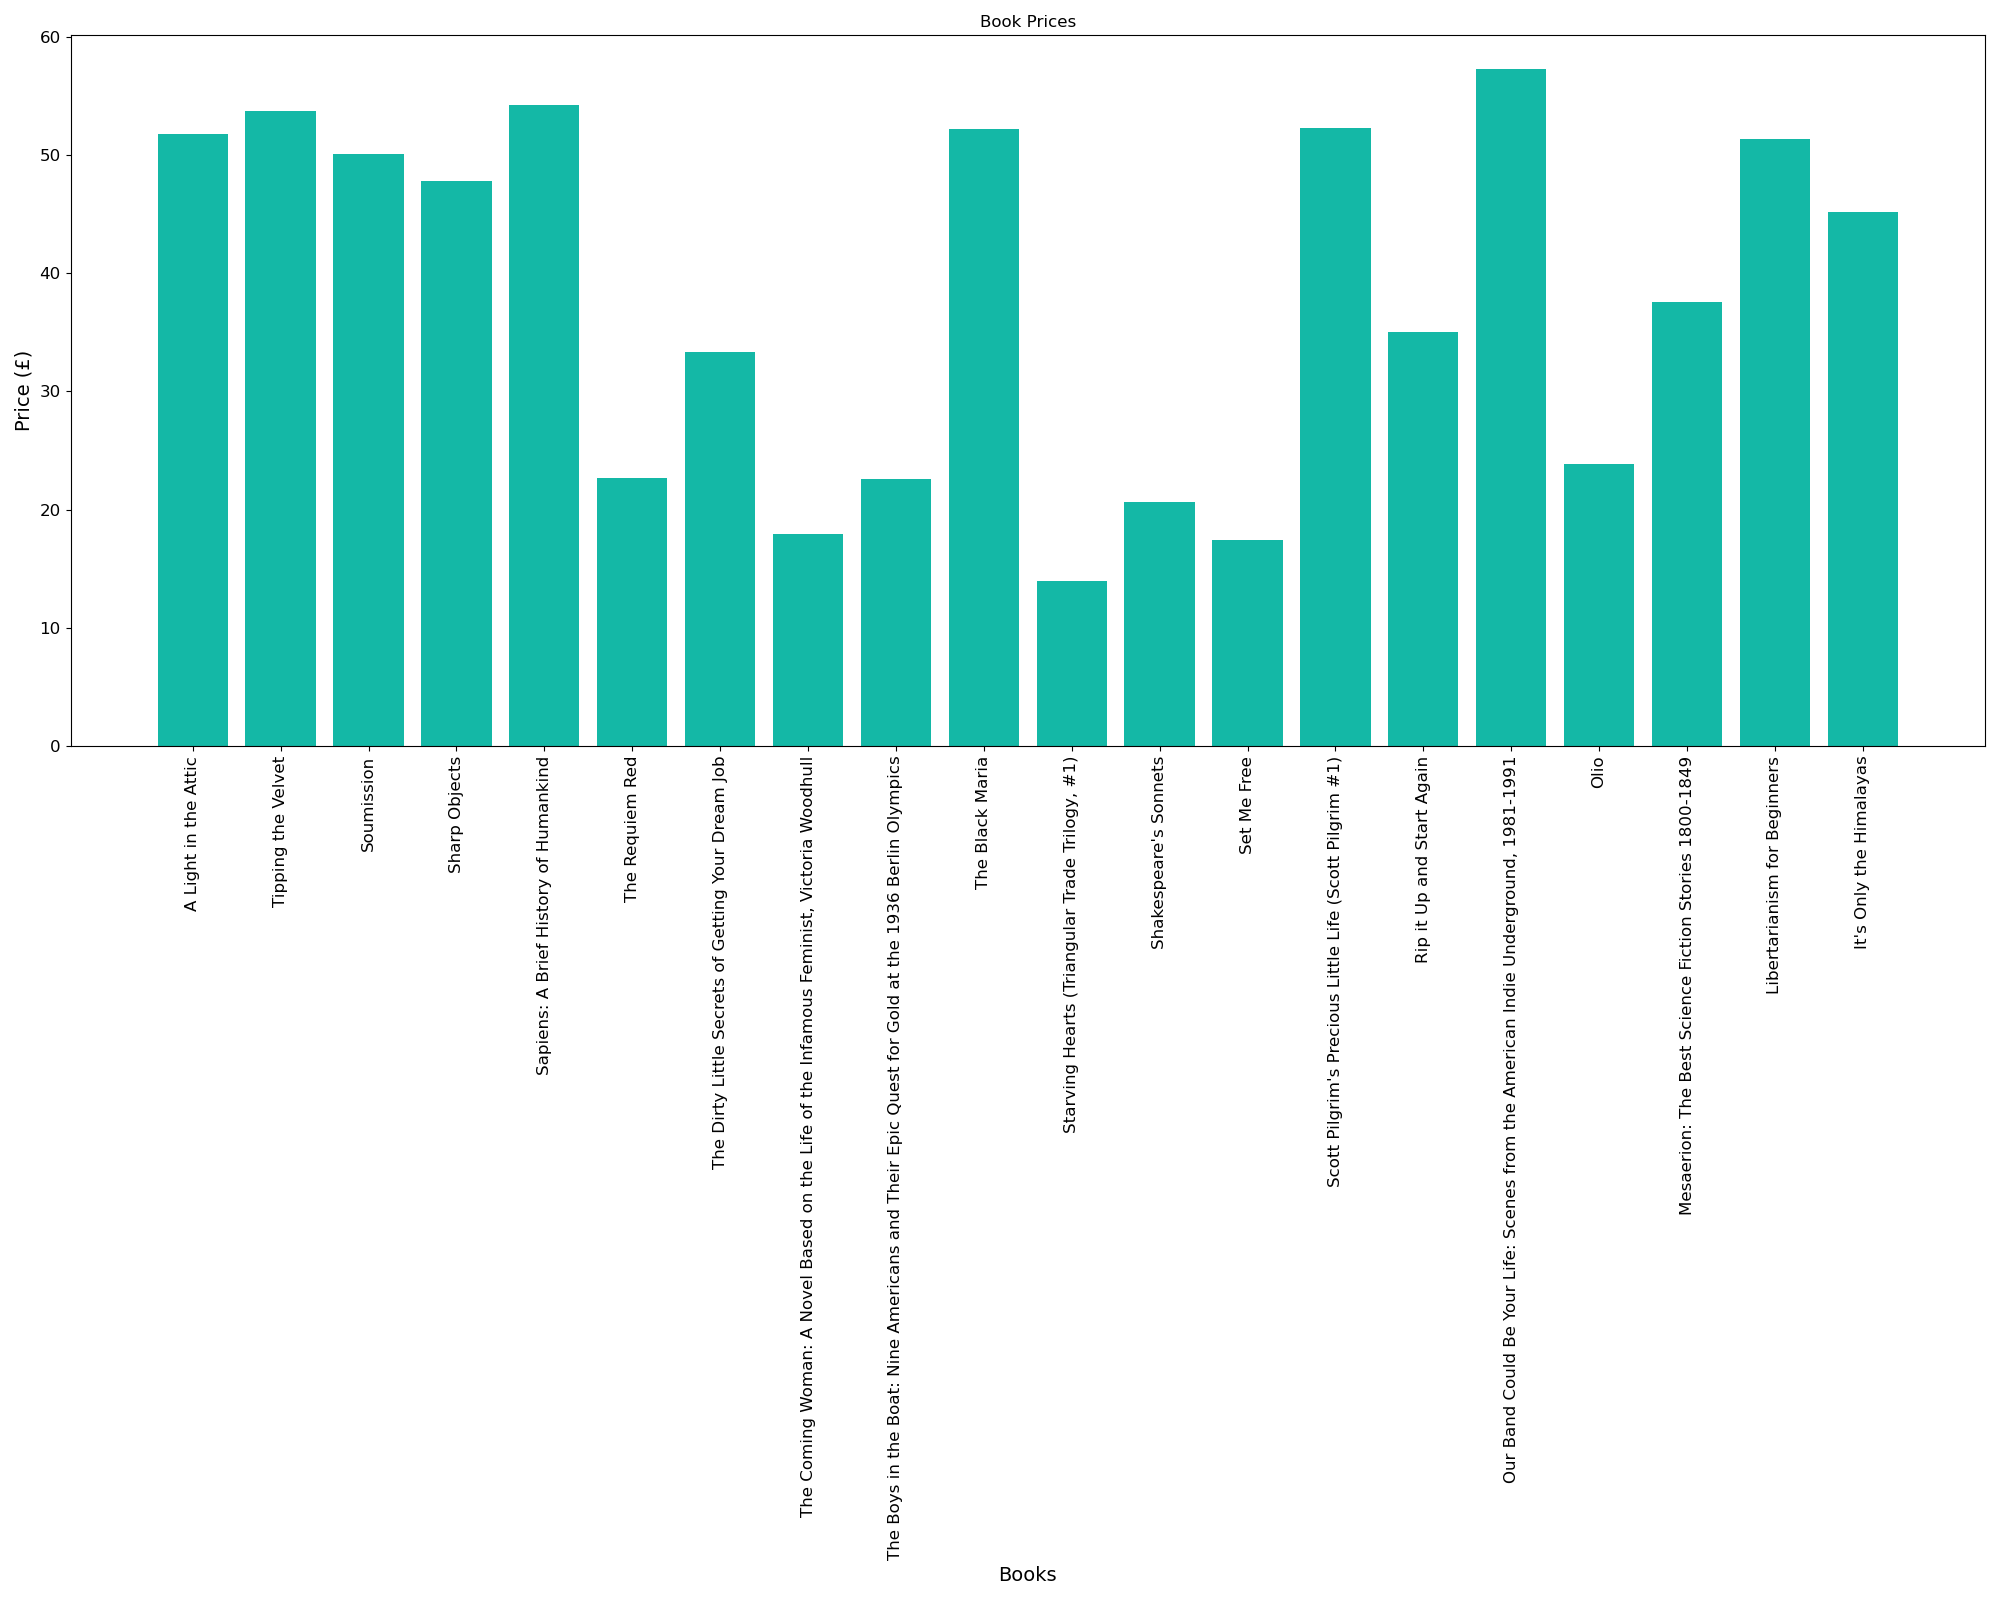 Book Prices
60
50
40
30
20
10
0
Price (£)
A Light in the Attic
Tipping the Velvet
Soumission
Sharp Objects
Sapiens: A Brief History of Humankind
The Requiem Red
The Dirty Little Secrets of Getting Your Dream Job
The Coming Woman: A Novel Based on the Life of the Infamous Feminist, Victoria Woodhull
The Boys in the Boat: Nine Americans and Their Epic Quest for Gold at the 1936 Berlin Olympics
The Black Maria
Starving Hearts (Triangular Trade Trilogy, #1)
Shakespeare's Sonnets
Set Me Free
Scott Pilgrim's Precious Little Life (Scott Pilgrim #1)
Rip it Up and Start Again
Our Band Could Be Your Life: Scenes from the American Indie Underground, 1981-1991
Olio
Mesaerion: The Best Science Fiction Stories 1800-1849
Libertarianism for Beginners
It's Only the Himalayas
Books